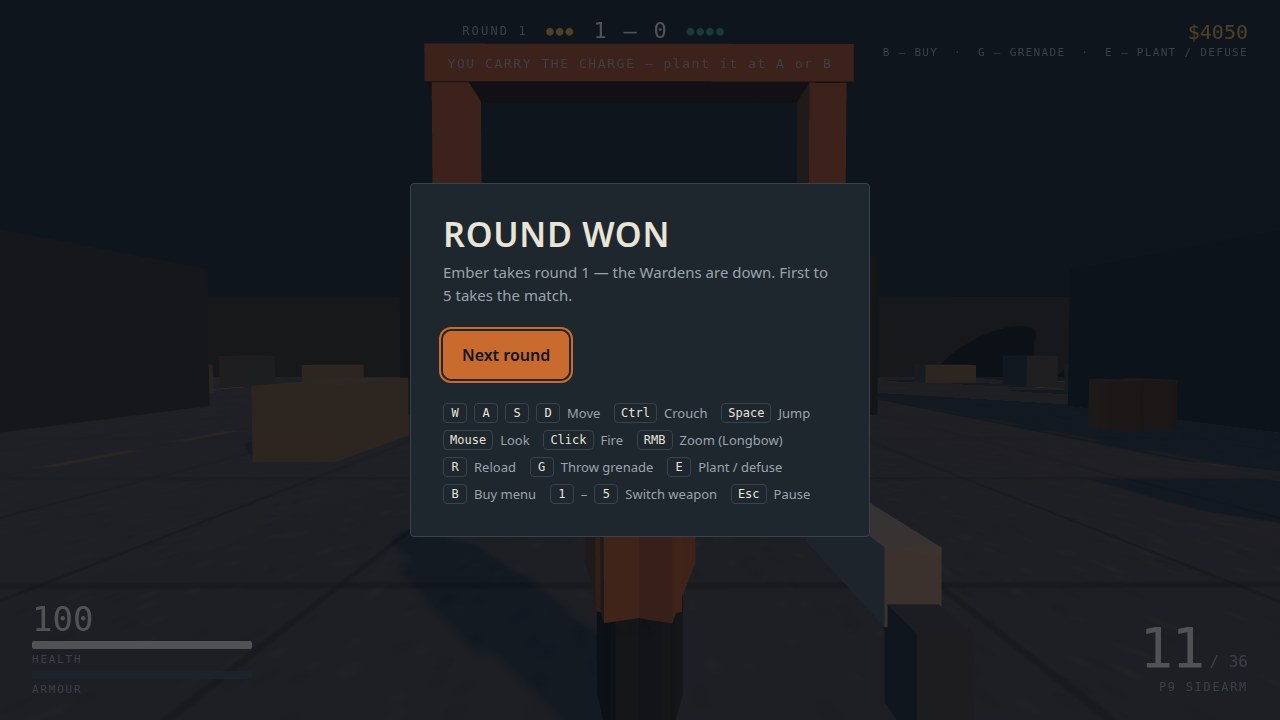 ROUND 1 1 — 0
$4050
B — BUY · G — GRENADE · E — PLANT / DEFUSE
YOU CARRY THE CHARGE — plant it at A or B
ROUND WON
Ember takes round 1 — the Wardens are down. First to
5 takes the match.
Next round
W A S D Move Ctrl Crouch Space Jump
Mouse Look Click Fire RMB Zoom (Longbow)
R Reload G Throw grenade E Plant / defuse
B Buy menu 1 – 5 Switch weapon Esc Pause
100
HEALTH
ARMOUR
11 / 36
P9 SIDEARM